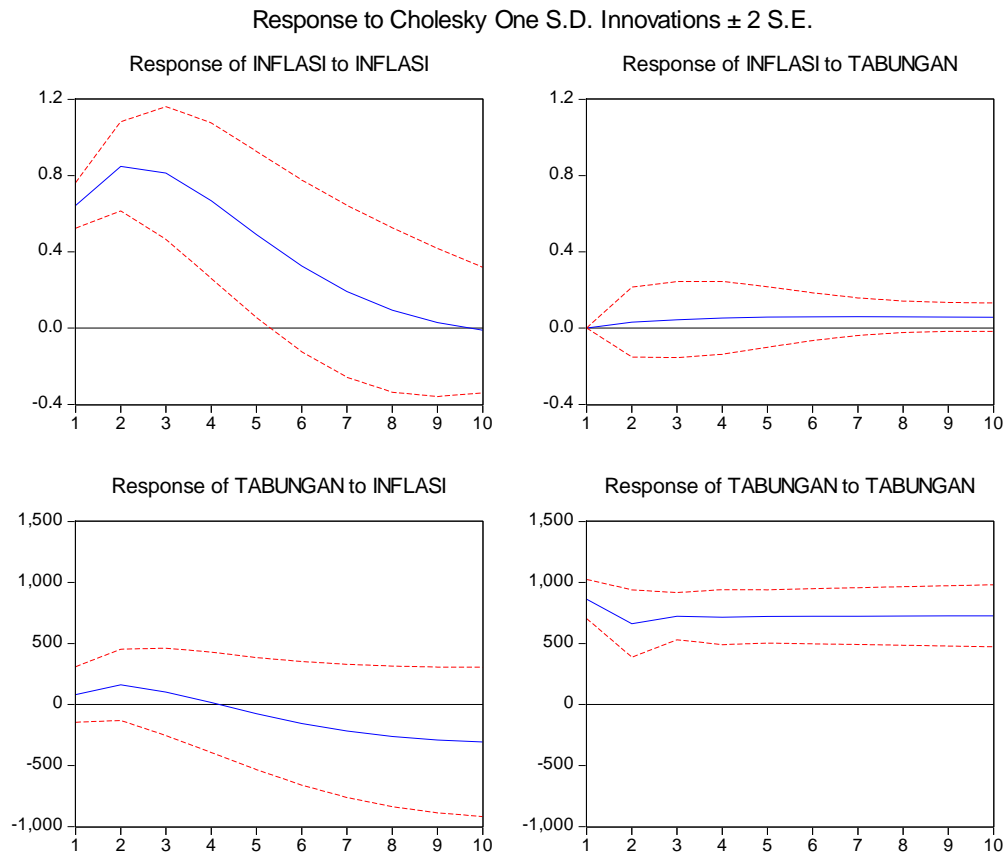 Response to Cholesky One S.D. Innovations ± 2 S.E.
Response of INFLASI to INFLASI
1.2
0.8
0.4
0.0
-0.4
1 2 3 4 5 6 7 8 9 10
Response of INFLASI to TABUNGAN
1.2
0.8
0.4
0.0
-0.4
1 2 3 4 5 6 7 8 9 10
Response of TABUNGAN to INFLASI
1,500
1,000
500
0
-500
-1,000
1 2 3 4 5 6 7 8 9 10
Response of TABUNGAN to TABUNGAN
1,500
1,000
500
0
-500
-1,000
1 2 3 4 5 6 7 8 9 10